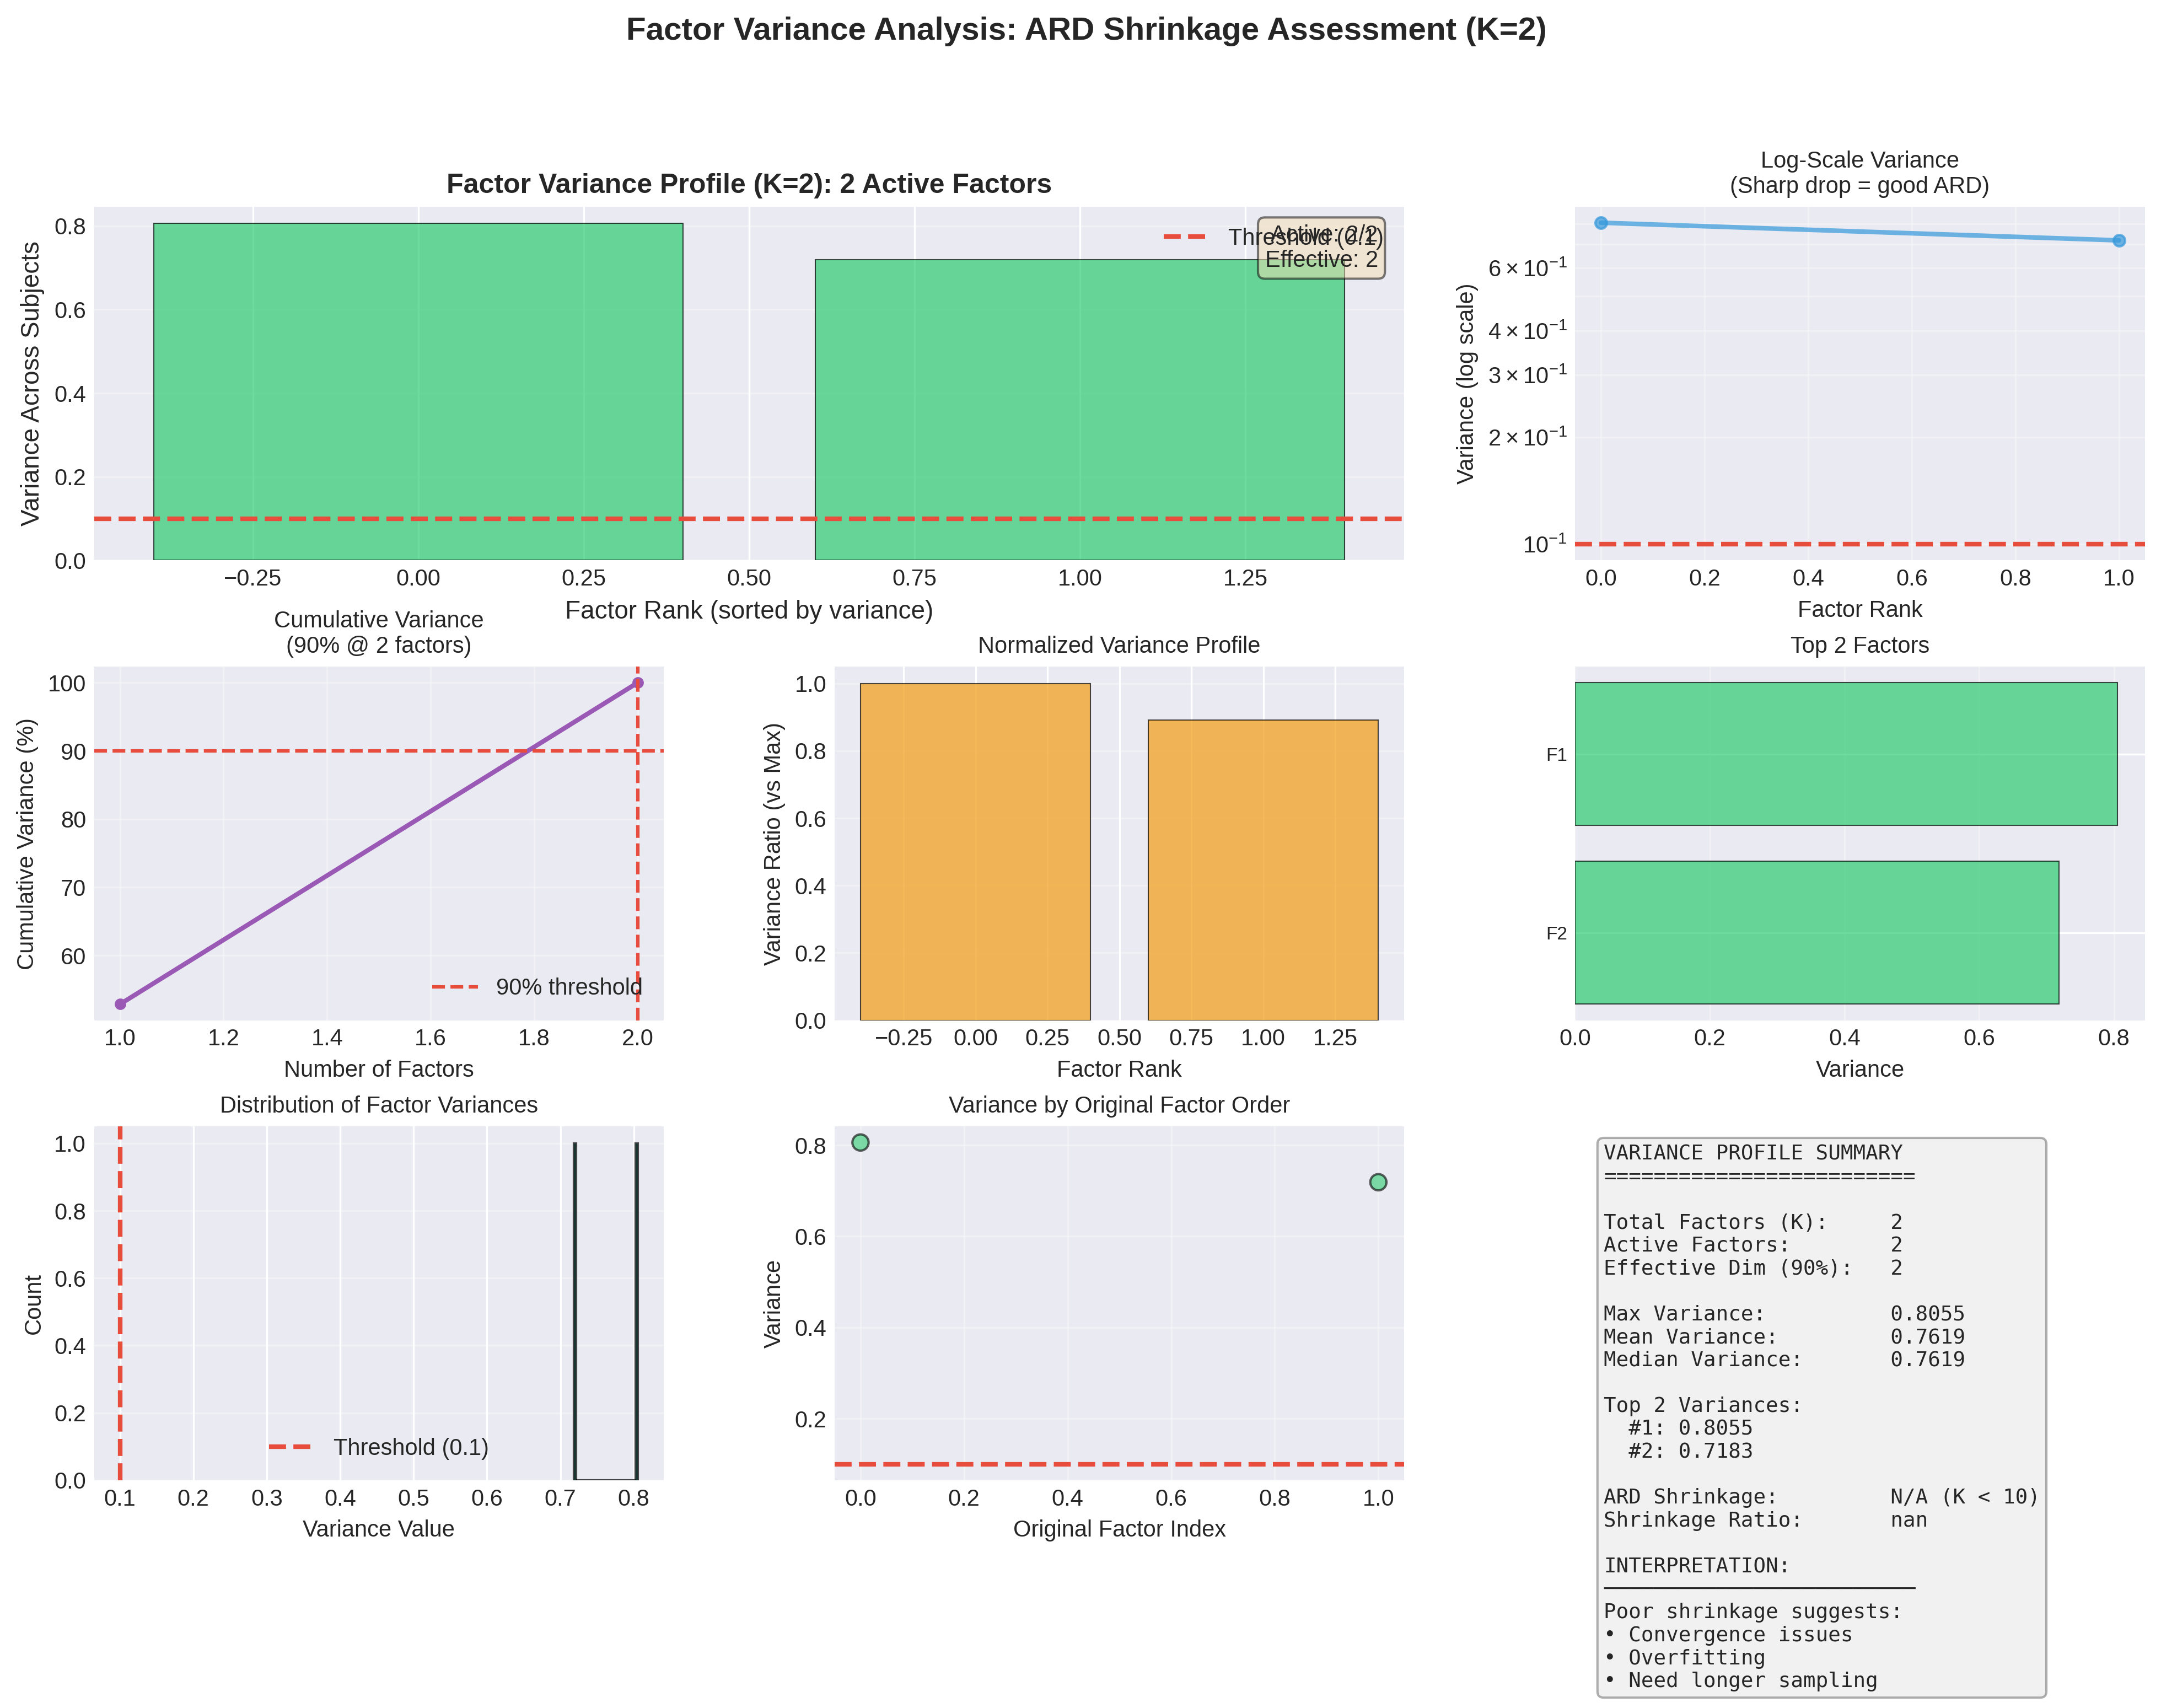 Factor Variance Analysis: ARD Shrinkage Assessment (K=2)
Factor Variance Profile (K=2): 2 Active Factors
Variance Across Subjects
0.8
0.6
0.4
0.2
0.0
−0.25
0.00
0.25
0.50
0.75
1.00
1.25
Factor Rank (sorted by variance)
Threshold (0.1)
Active: 2/2
Effective: 2
Log-Scale Variance
(Sharp drop = good ARD)
Variance (log scale)
6 × 10⁻¹
4 × 10⁻¹
3 × 10⁻¹
2 × 10⁻¹
10⁻¹
0.0
0.2
0.4
0.6
0.8
1.0
Factor Rank
Cumulative Variance
(90% @ 2 factors)
Cumulative Variance (%)
100
90
80
70
60
90% threshold
1.0
1.2
1.4
1.6
1.8
2.0
Number of Factors
Normalized Variance Profile
Variance Ratio (vs Max)
1.0
0.8
0.6
0.4
0.2
0.0
−0.25
0.00
0.25
0.50
0.75
1.00
1.25
Factor Rank
Top 2 Factors
F1
F2
0.0
0.2
0.4
0.6
0.8
Variance
Distribution of Factor Variances
Count
1.0
0.8
0.6
0.4
0.2
0.0
Threshold (0.1)
0.1
0.2
0.3
0.4
0.5
0.6
0.7
0.8
Variance Value
Variance by Original Factor Order
Variance
0.8
0.6
0.4
0.2
0.0
0.2
0.4
0.6
0.8
1.0
Original Factor Index
VARIANCE PROFILE SUMMARY
=========================
Total Factors (K): 2
Active Factors: 2
Effective Dim (90%): 2
Max Variance: 0.8055
Mean Variance: 0.7619
Median Variance: 0.7619
Top 2 Variances:
#1: 0.8055
#2: 0.7183
ARD Shrinkage: N/A (K < 10)
Shrinkage Ratio: nan
INTERPRETATION:
─────────────────────────
Poor shrinkage suggests:
• Convergence issues
• Overfitting
• Need longer sampling